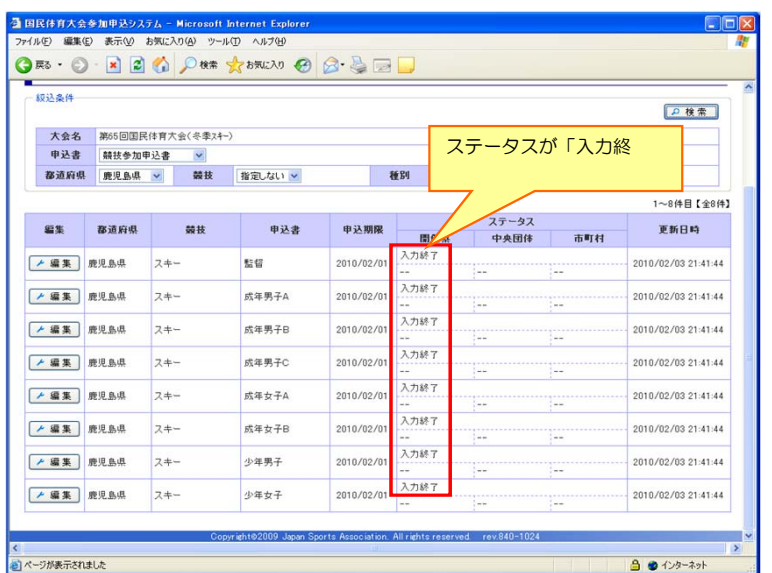 国民体育大会参加申込システム - Microsoft Internet Explorer
ファイル(F) 編集(E) 表示(V) お気に入り(A) ツール(T) ヘルプ(H)
戻る 検索 お気に入り
絞込条件
検索
大会名 第65回国民体育大会(冬季スキー)
申込書 競技参加申込書
都道府県 鹿児島県 競技 指定しない 種別
ステータスが「入力終
1～8件目【全8件】
編集 都道府県 競技 申込書 申込期限 ステータス 更新日時
中央団体 市町村
編集 鹿児島県 スキー 監督 2010/02/01 入力終了 -- -- -- 2010/02/03 21:41:44
編集 鹿児島県 スキー 成年男子A 2010/02/01 入力終了 -- -- -- 2010/02/03 21:41:44
編集 鹿児島県 スキー 成年男子B 2010/02/01 入力終了 -- -- -- 2010/02/03 21:41:44
編集 鹿児島県 スキー 成年男子C 2010/02/01 入力終了 -- -- -- 2010/02/03 21:41:44
編集 鹿児島県 スキー 成年女子A 2010/02/01 入力終了 -- -- -- 2010/02/03 21:41:44
編集 鹿児島県 スキー 成年女子B 2010/02/01 入力終了 -- -- -- 2010/02/03 21:41:44
編集 鹿児島県 スキー 少年男子 2010/02/01 入力終了 -- -- -- 2010/02/03 21:41:44
編集 鹿児島県 スキー 少年女子 2010/02/01 入力終了 -- -- -- 2010/02/03 21:41:44
Copyright©2009 Japan Sports Association. All rights reserved. rev.840-1024
ページが表示されました インターネット